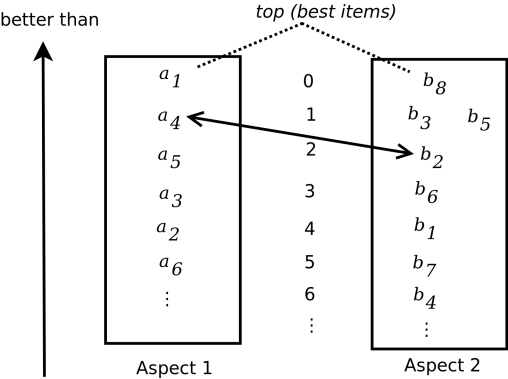 top (best items)
better than
a1 0 b8
a4 1 b3 b5
a5 2 b2
a3 3 b6
a2 4 b1
a6 5 b7
⋮ 6 b4
⋮ ⋮
Aspect 1 Aspect 2